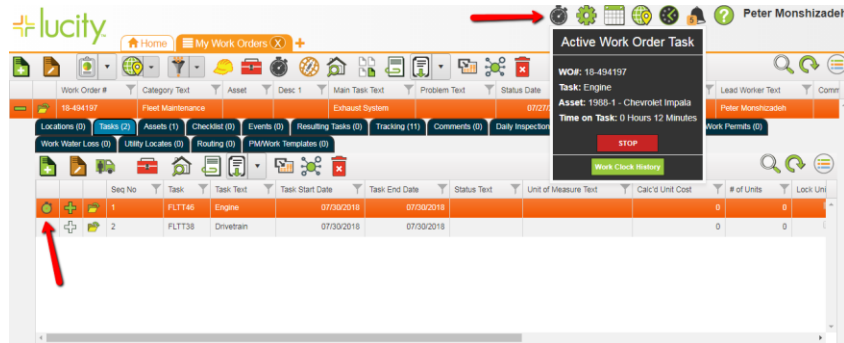 lucity
Peter Monshizadeh
5
Home
My Work Orders
Active Work Order Task
WO#: 18-494197
Task: Engine
Asset: 1988-1 - Chevrolet Impala
Time on Task: 0 Hours 12 Minutes
STOP
Work Clock History
Work Order # Category Text Asset Desc 1 Main Task Text Problem Text Status Date Lead Worker Text Comm
18-494197 Fleet Maintenance Exhaust System 07/27/ Peter Monshizadeh
Locations (0) Tasks (2) Assets (1) Checklist (0) Events (0) Resulting Tasks (0) Tracking (11) Comments (0) Daily Inspection Work Permits (0)
Work Water Loss (0) Utility Locates (0) Routing (0) PM/Work Templates (0)
Seq No Task Task Text Task Start Date Task End Date Status Text Unit of Measure Text Calc'd Unit Cost # of Units Lock Uni
1 FLTT46 Engine 07/30/2018 07/30/2018 0 0
2 FLTT38 Drivetrain 07/30/2018 07/30/2018 0 0